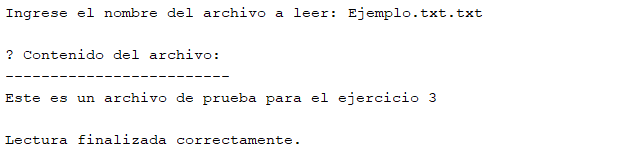 Ingrese el nombre del archivo a leer: Ejemplo.txt.txt
? Contenido del archivo:
--------------------------
Este es un archivo de prueba para el ejercicio 3
Lectura finalizada correctamente.